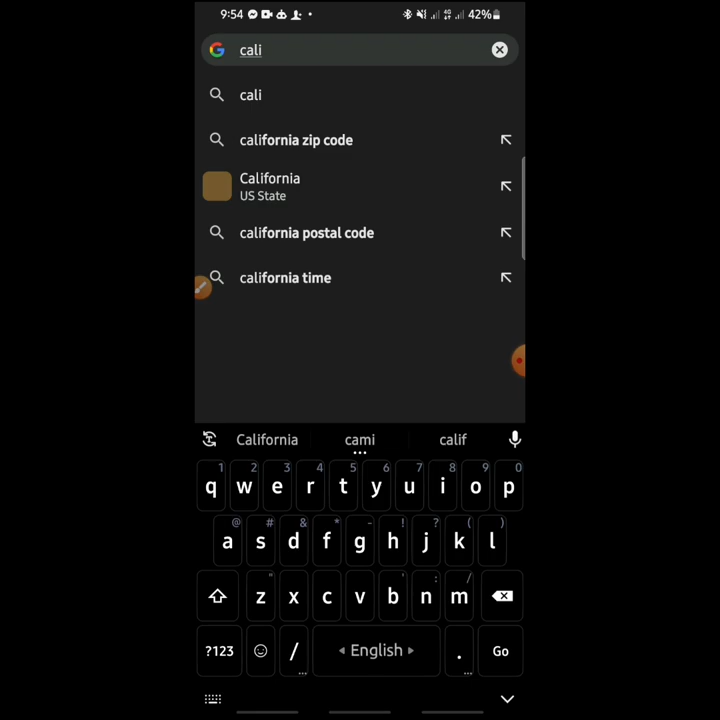 9:54 42%
cali
cali
california zip code
California
US State
california postal code
california time
California cami calif
1 2 3 4 5 6 7 8 9 0
q w e r t y u i o p
@ # & * - ! ? ( )
a s d f g h j k l
" ' : /
z x c v b n m
?123 / English . Go